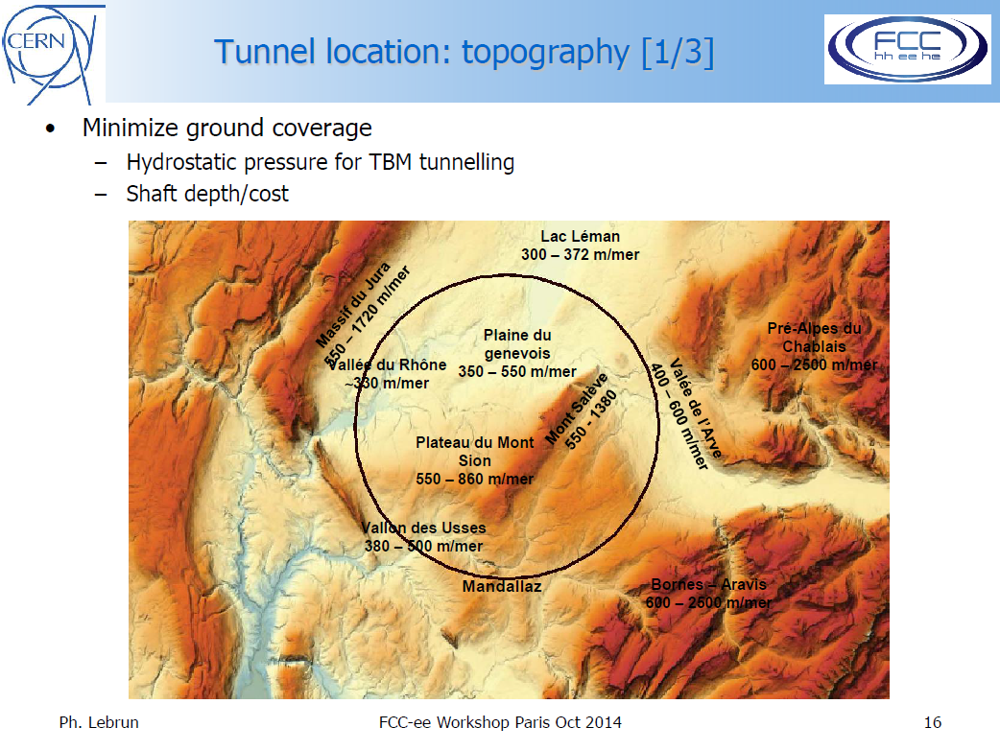 CERN
Tunnel location: topography [1/3]
FCC
hh ee he
• Minimize ground coverage
– Hydrostatic pressure for TBM tunnelling
– Shaft depth/cost
Lac Léman
300 – 372 m/mer
Massif du Jura
550 – 1720 m/mer
Plaine du
genevois
350 – 550 m/mer
Pré-Alpes du
Chablais
600 – 2500 m/mer
Vallée du Rhône
~330 m/mer
Mont Salève
550 - 1380
Valée de l'Arve
400 – 600 m/mer
Plateau du Mont
Sion
550 – 860 m/mer
Vallon des Usses
380 – 500 m/mer
Mandallaz
Bornes – Aravis
600 – 2500 m/mer
Ph. Lebrun
FCC-ee Workshop Paris Oct 2014
16